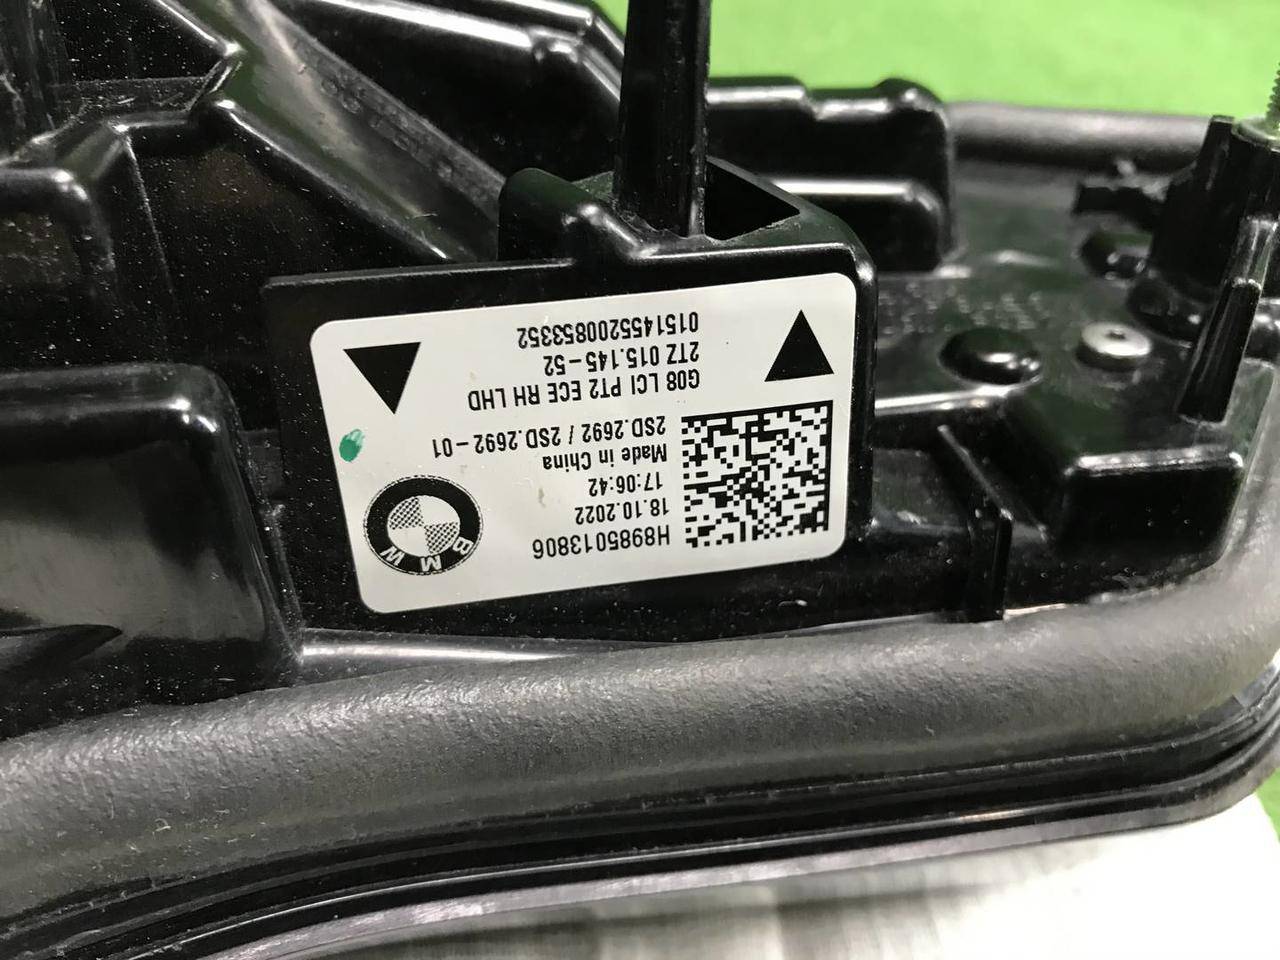 H8985013806
18.10.2022
17:06:42
Made in China
2SD.2692 / 2SD.2692-01
G08 LCI PT2 ECE RH LHD
2TZ 015.145-52
0151455200853352
BMW